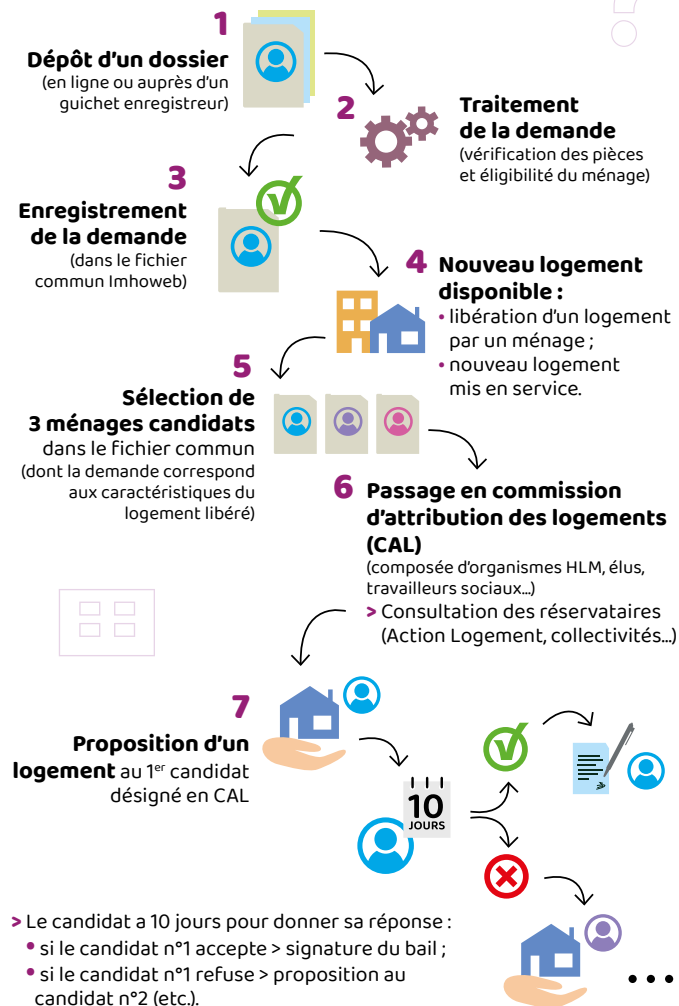 1
Dépôt d'un dossier
(en ligne ou auprès d'un
guichet enregistreur)
2
Traitement
de la demande
(vérification des pièces
et éligibilité du ménage)
3
Enregistrement
de la demande
(dans le fichier
commun Imhoweb)
4 Nouveau logement
disponible :
• libération d'un logement
par un ménage ;
• nouveau logement
mis en service.
5
Sélection de
3 ménages candidats
dans le fichier commun
(dont la demande correspond
aux caractéristiques du
logement libéré)
6 Passage en commission
d'attribution des logements
(CAL)
(composée d'organismes HLM, élus,
travailleurs sociaux...)
> Consultation des réservataires
(Action Logement, collectivités...)
7
Proposition d'un
logement au 1er candidat
désigné en CAL
10
JOURS
> Le candidat a 10 jours pour donner sa réponse :
• si le candidat n°1 accepte > signature du bail ;
• si le candidat n°1 refuse > proposition au
candidat n°2 (etc.).